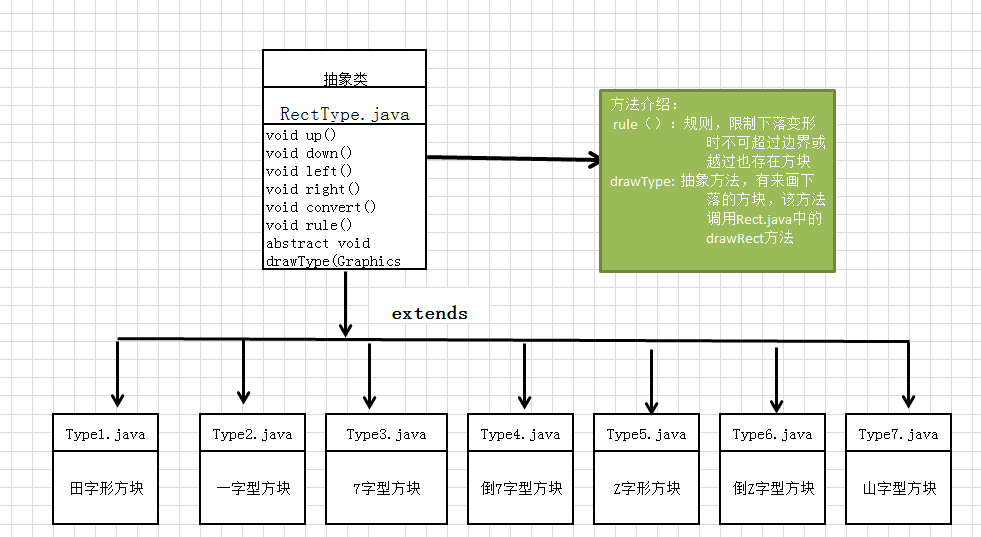 抽象类
RectType.java
void up()
void down()
void left()
void right()
void convert()
void rule()
abstract void
drawType(Graphics
方法介绍：
rule（）：规则，限制下落变形
时不可超过边界或
越过也存在方块
drawType: 抽象方法，有来画下
落的方块，该方法
调用Rect.java中的
drawRect方法
extends
Type1.java
Type2.java
Type3.java
Type4.java
Type5.java
Type6.java
Type7.java
田字形方块
一字型方块
7字型方块
倒7字型方块
Z字形方块
倒Z字型方块
山字型方块